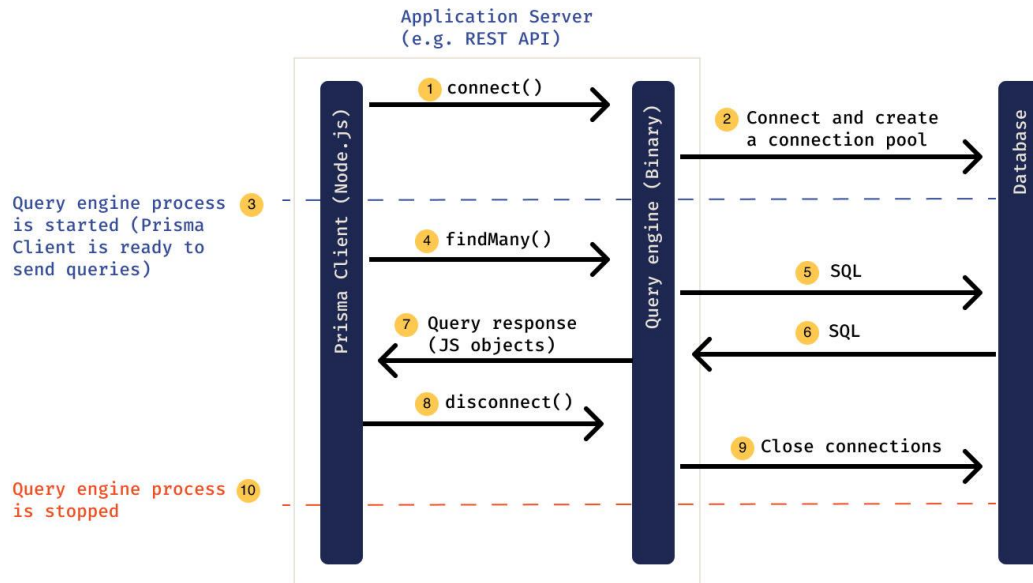 Application Server
(e.g. REST API)
Prisma Client (Node.js)
Query engine (Binary)
Database
1 connect()
2 Connect and create
a connection pool
Query engine process 3
is started (Prisma
Client is ready to
send queries)
4 findMany()
5 SQL
6 SQL
7 Query response
(JS objects)
8 disconnect()
9 Close connections
Query engine process 10
is stopped